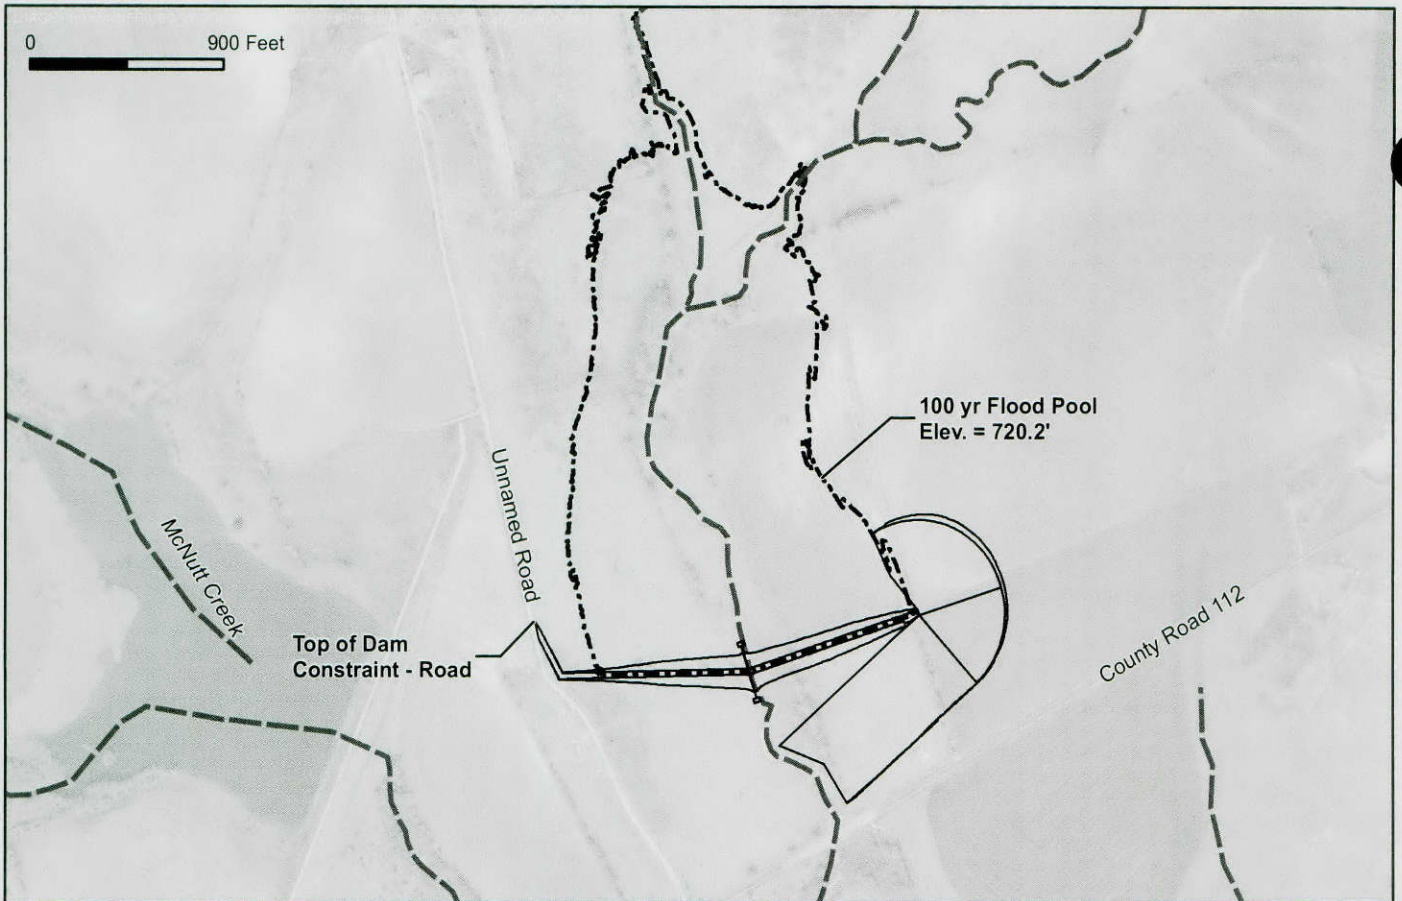 0 900 Feet
100 yr Flood Pool
Elev. = 720.2'
Unnamed Road
McNutt Creek
Top of Dam
Constraint - Road
County Road 112